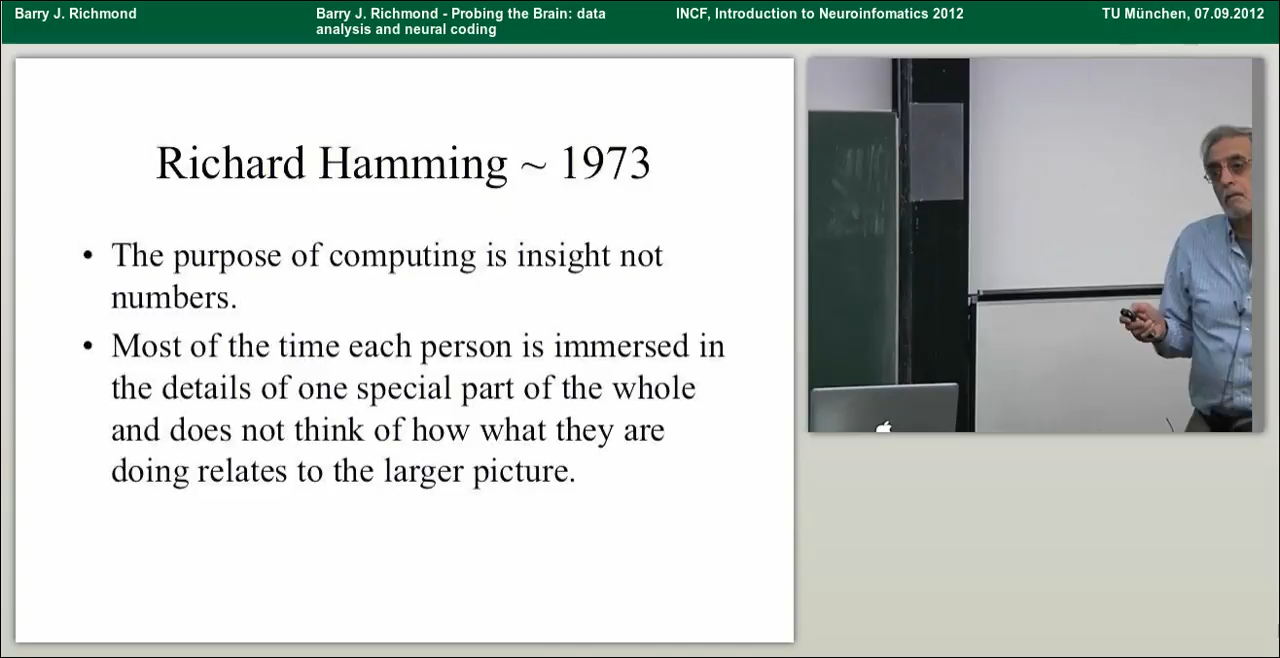 Barry J. Richmond
Barry J. Richmond - Probing the Brain: data
analysis and neural coding
INCF, Introduction to Neuroinfomatics 2012
TU München, 07.09.2012
Richard Hamming ~ 1973
• The purpose of computing is insight not
numbers.
• Most of the time each person is immersed in
the details of one special part of the whole
and does not think of how what they are
doing relates to the larger picture.